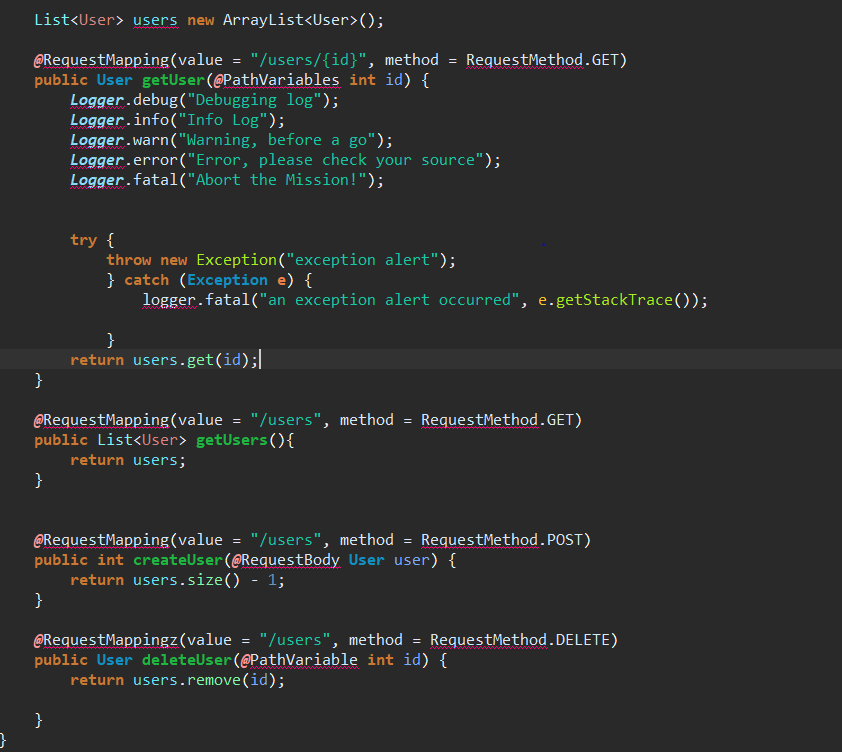 List<User> users new ArrayList<User>();
@RequestMapping(value = "/users/{id}", method = RequestMethod.GET)
public User getUser(@PathVariables int id) {
Logger.debug("Debugging log");
Logger.info("Info Log");
Logger.warn("Warning, before a go");
Logger.error("Error, please check your source");
Logger.fatal("Abort the Mission!");
try {
throw new Exception("exception alert");
} catch (Exception e) {
logger.fatal("an exception alert occurred", e.getStackTrace());
}
return users.get(id);
}
@RequestMapping(value = "/users", method = RequestMethod.GET)
public List<User> getUsers(){
return users;
}
@RequestMapping(value = "/users", method = RequestMethod.POST)
public int createUser(@RequestBody User user) {
return users.size() - 1;
}
@RequestMappingz(value = "/users", method = RequestMethod.DELETE)
public User deleteUser(@PathVariable int id) {
return users.remove(id);
}
}